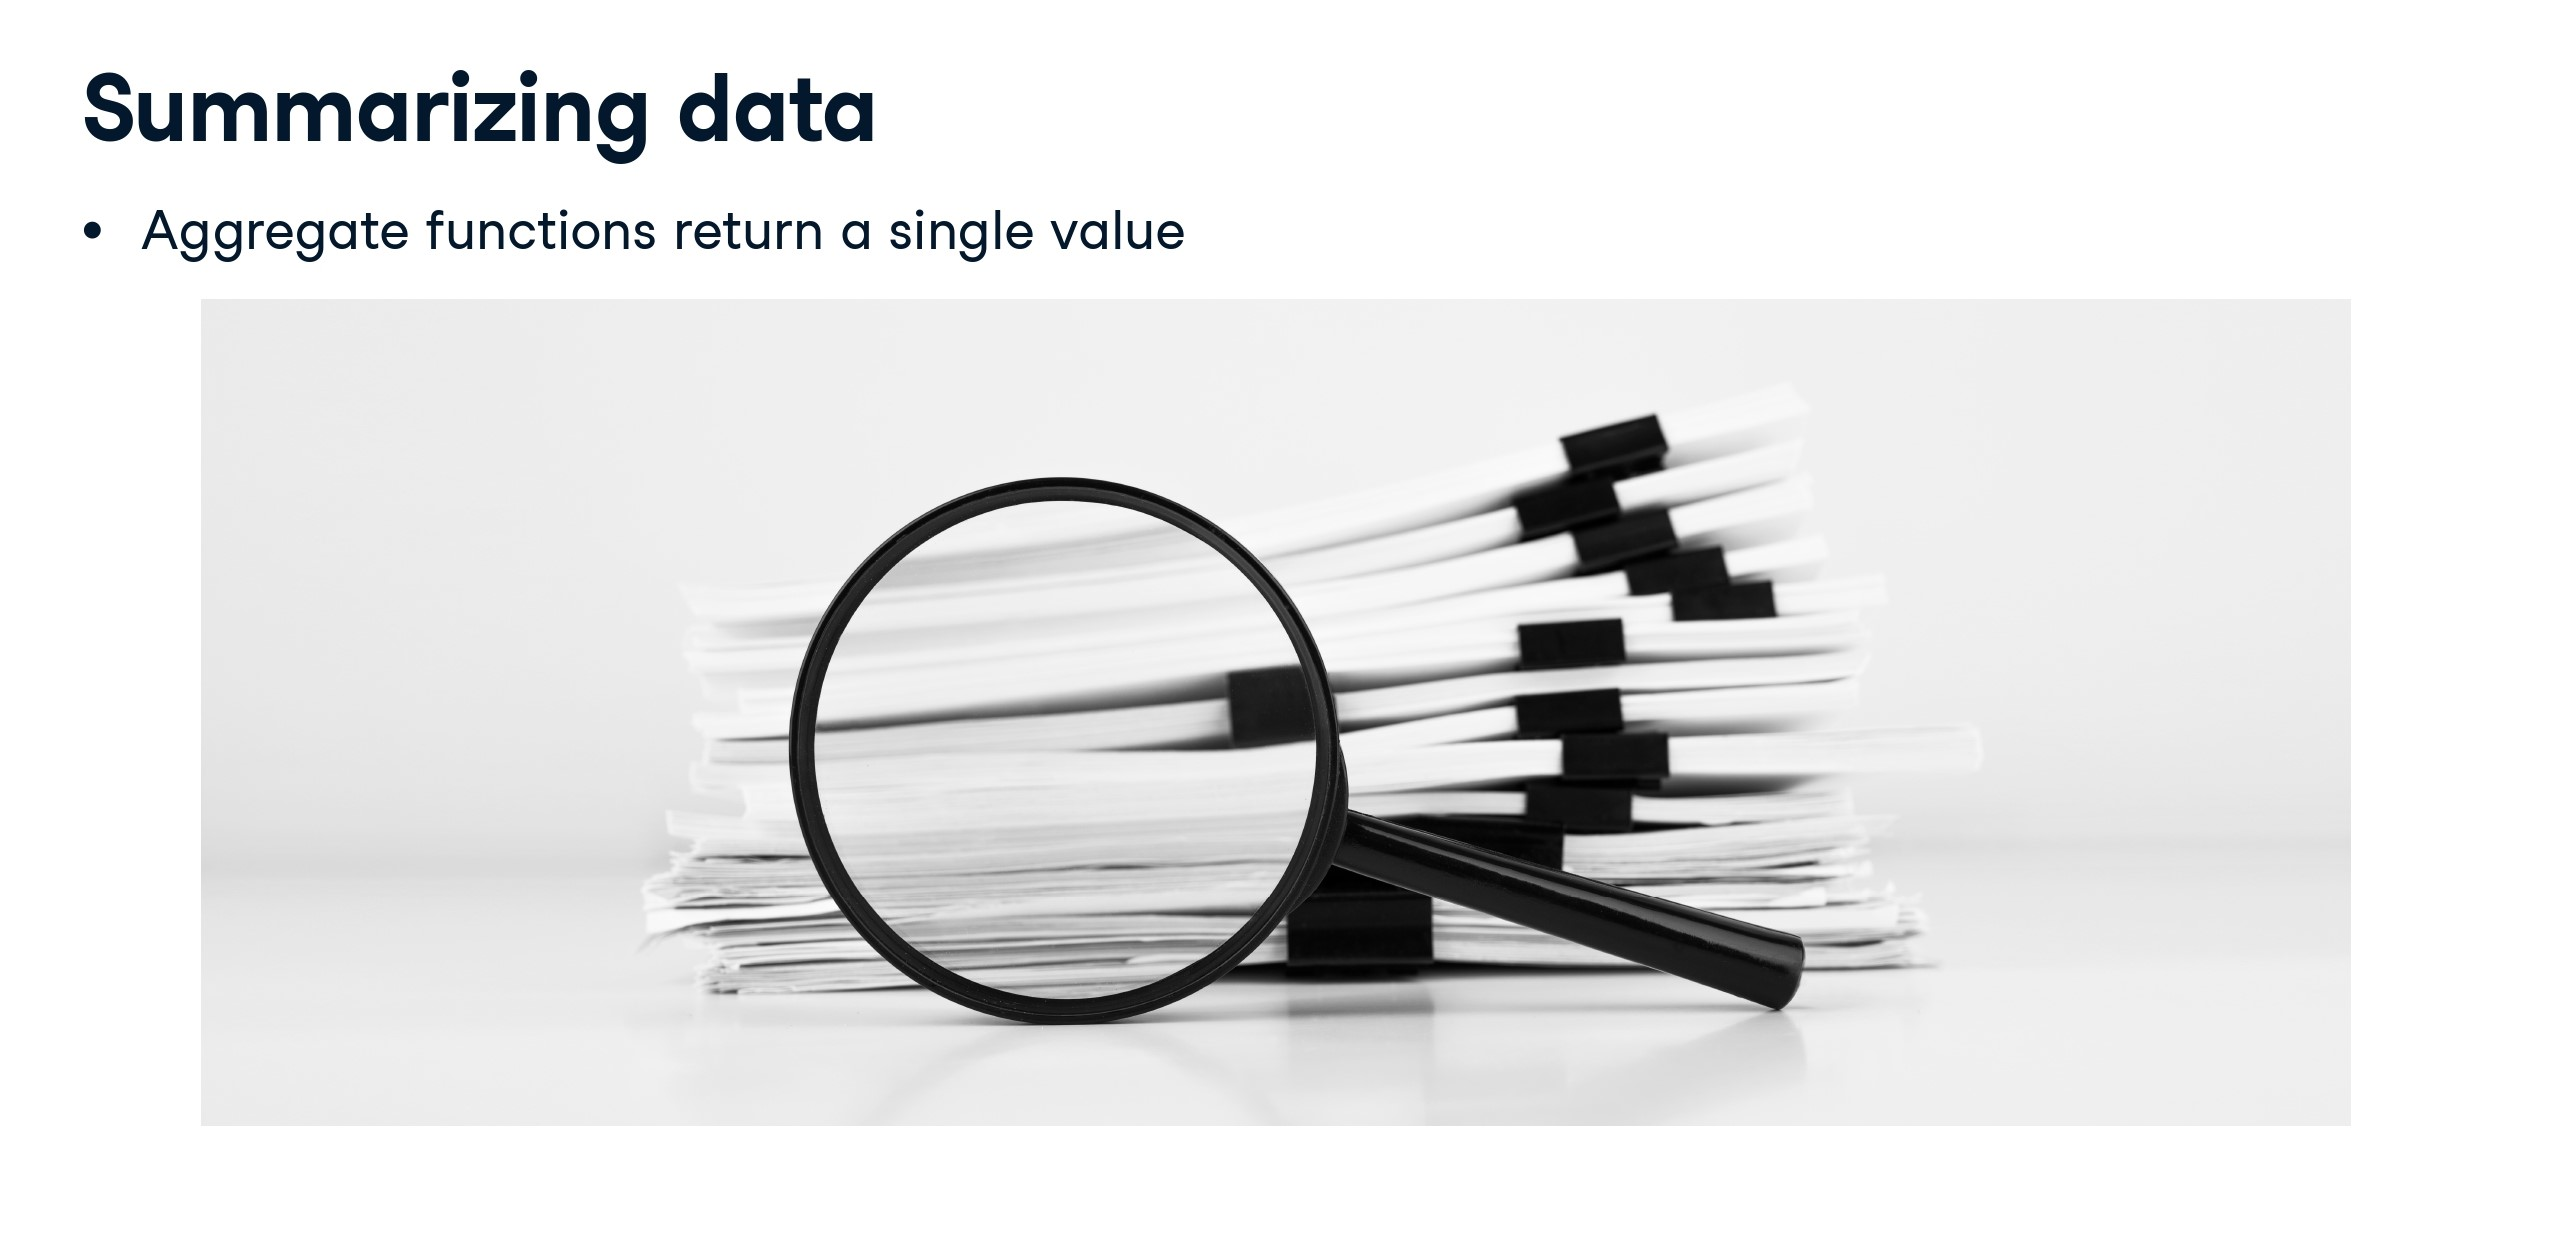 Summarizing data
• Aggregate functions return a single value